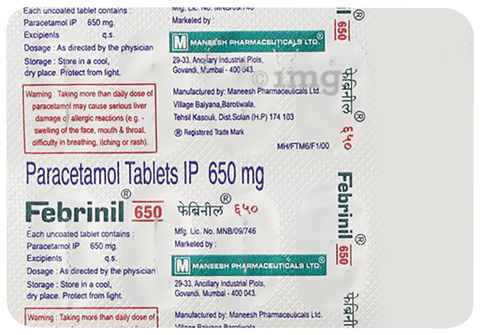 Each uncoated tablet contains :
Paracetamol IP 650 mg.
Excipients q.s.
Dosage : As directed by the physician
Storage : Store in a cool,
dry place. Protect from light.
Warning : Taking more than daily dose of
paracetamol may cause serious liver
damage or allergic reactions (e.g. -
swelling of the face, mouth & throat,
difficulty in breathing, itching or rash).
Mfg. Lic. No. MNB/09/746
Markeled by :
M MANEESH PHARMACEUTICALS LTD.
29-33, Ancillary Industrial Plots,
Govandi, Mumbai - 400 043.
Manufactured by: Maneesh Pharmaceuticals Ltd.
Village Balyana, Barotiwala,
Tehsil Kasouli, Dist.Solan (H.P) 174 103
® Registered Trade Mark
MH/FTM6/F1/00
650
®
फेब्रिनील ६५०
img
Paracetamol Tablets IP 650 mg
Febrinil® 650 फेब्रिनील® ६५०
Each uncoated tablet contains :
Paracetamol IP 650 mg.
Excipients q.s.
Dosage : As directed by the physician
Storage : Store in a cool,
dry place. Protect from light.
Warning : Taking more than daily dose of
paracetamol may cause serious liver
Mfg. Lic. No. MNB/09/746
Markeled by :
M MANEESH PHARMACEUTICALS LTD.
29-33, Ancillary Industrial Plots,
Govandi, Mumbai - 400 043.
Manufactured by: Maneesh Pharmaceuticals Ltd.
Village Balyana, Barotiwala,
Febrinil® 650
फेब्रि